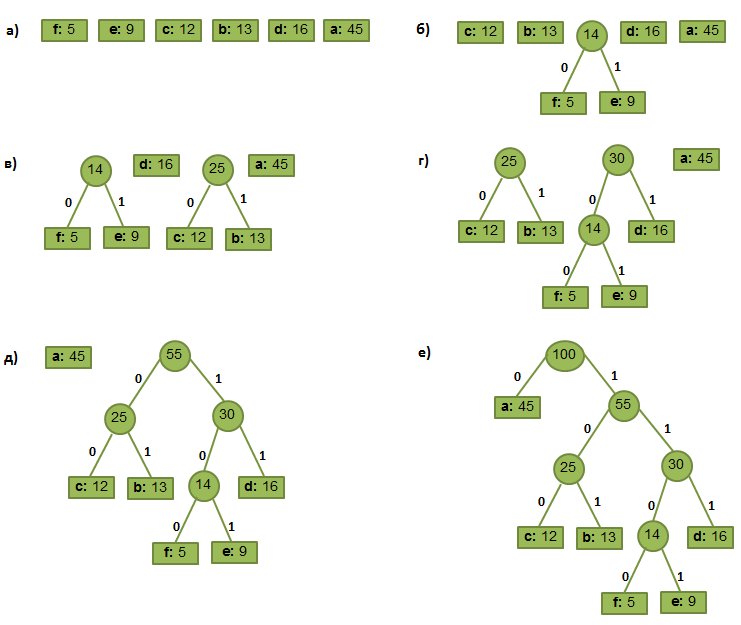 а) f: 5 e: 9 c: 12 b: 13 d: 16 a: 45
б) c: 12 b: 13 14 d: 16 a: 45
0 1
f: 5 e: 9
в) 14 d: 16 25 a: 45
0 1 0 1
f: 5 e: 9 c: 12 b: 13
г) 25 30 a: 45
0 1 0 1
c: 12 b: 13 14 d: 16
0 1
f: 5 e: 9
д) a: 45 55
0 1
25 30
0 1 0 1
c: 12 b: 13 14 d: 16
0 1
f: 5 e: 9
е) 100
0 1
a: 45 55
0 1
25 30
0 1 0 1
c: 12 b: 13 14 d: 16
0 1
f: 5 e: 9